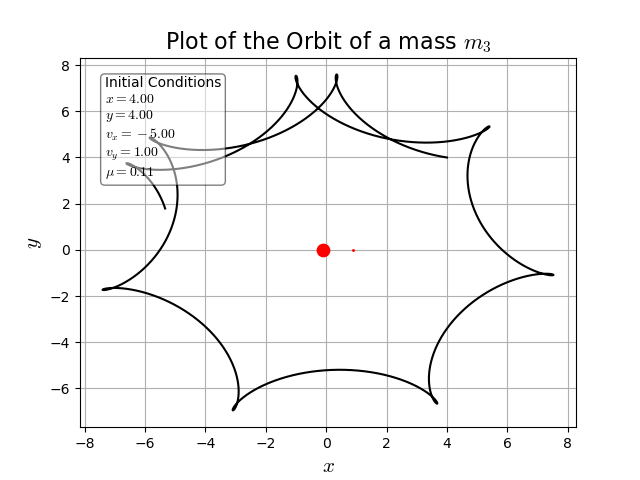 Plot of the Orbit of a mass m₃
Initial Conditions
x = 4.00
y = 4.00
vₓ = −5.00
v_y = 1.00
μ = 0.11
8
6
4
2
0
−2
−4
−6
y
−8 −6 −4 −2 0 2 4 6 8
x